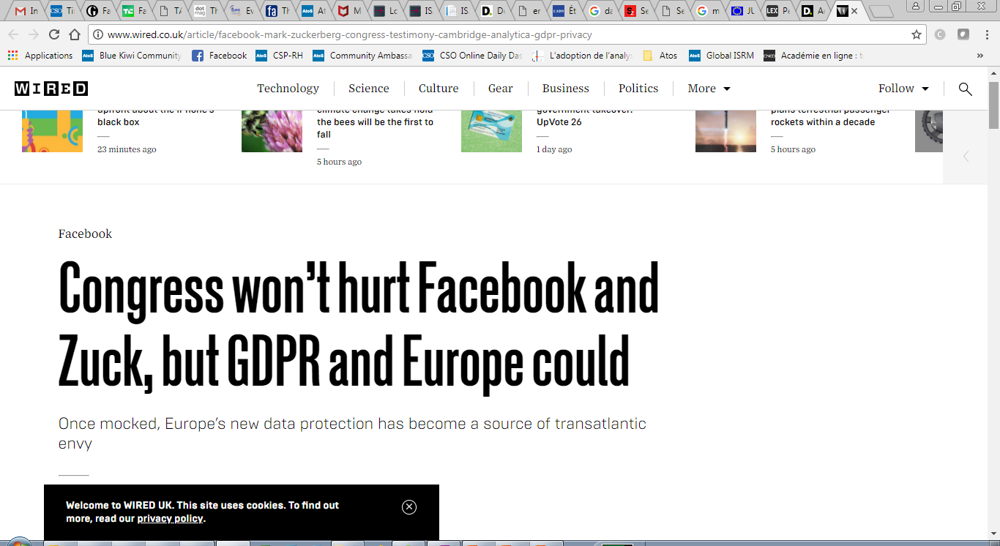 In
Ti
Fa
Fa
TA
Th
Ev
Th
At
M
Lo
IS
IS
D
er
Ét
da
Se
Se
m
JU
Pe
Ac
www.wired.co.uk/article/facebook-mark-zuckerberg-congress-testimony-cambridge-analytica-gdpr-privacy
Applications Blue Kiwi Community Facebook CSP-RH Community Ambassa CSO Online Daily Das L'adoption de l'analys Atos Global ISRM Académie en ligne : t
WIRED Technology Science Culture Gear Business Politics More Follow
black box
23 minutes ago
climate change takes hold
the bees will be the first to
fall
5 hours ago
government takeover:
UpVote 26
1 day ago
plans terrestrial passenger
rockets within a decade
5 hours ago
Facebook
Congress won't hurt Facebook and
Zuck, but GDPR and Europe could
Once mocked, Europe's new data protection has become a source of transatlantic
envy
Welcome to WIRED UK. This site uses cookies. To find out
more, read our privacy policy.